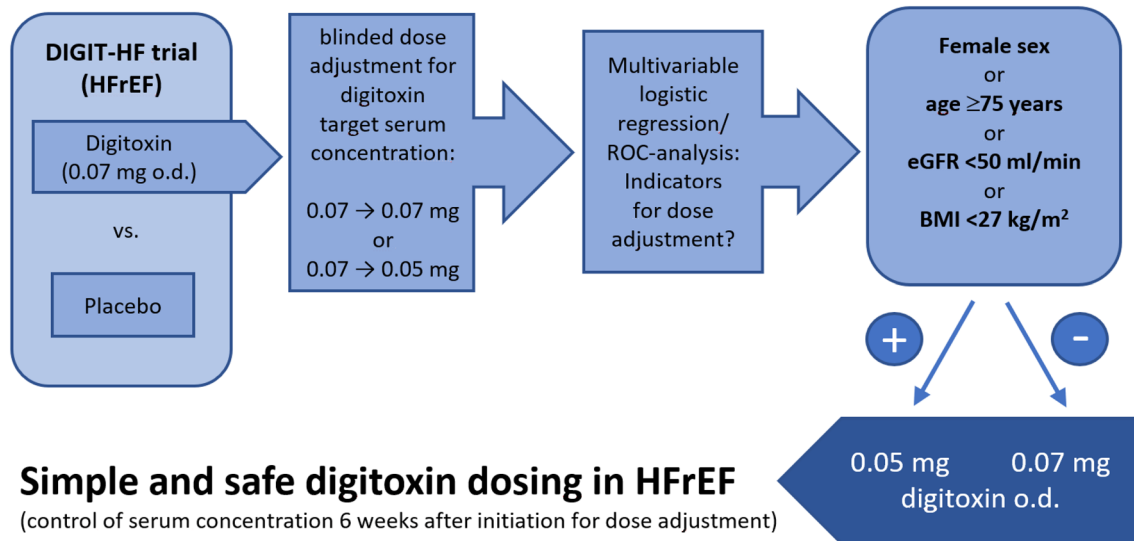 DIGIT-HF trial
(HFrEF)
Digitoxin
(0.07 mg o.d.)
vs.
Placebo
blinded dose
adjustment for
digitoxin
target serum
concentration:
0.07 → 0.07 mg
or
0.07 → 0.05 mg
Multivariable
logistic
regression/
ROC-analysis:
Indicators
for dose
adjustment?
Female sex
or
age ≥75 years
or
eGFR <50 ml/min
or
BMI <27 kg/m²
+
-
0.05 mg 0.07 mg
digitoxin o.d.
Simple and safe digitoxin dosing in HFrEF
(control of serum concentration 6 weeks after initiation for dose adjustment)